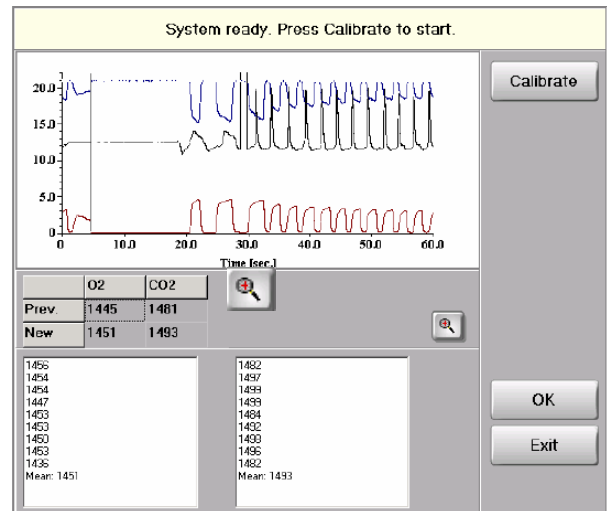 System ready. Press Calibrate to start.
Calibrate
20.0
15.0
10.0
5.0
0
0 10.0 20.0 30.0 40.0 50.0 60.0
Time [sec.]
O2 CO2
Prev. 1445 1481
New 1451 1493
1456
1454
1454
1447
1453
1453
1450
1453
1436
Mean: 1451
1482
1497
1499
1499
1484
1492
1498
1496
1482
Mean: 1493
OK
Exit